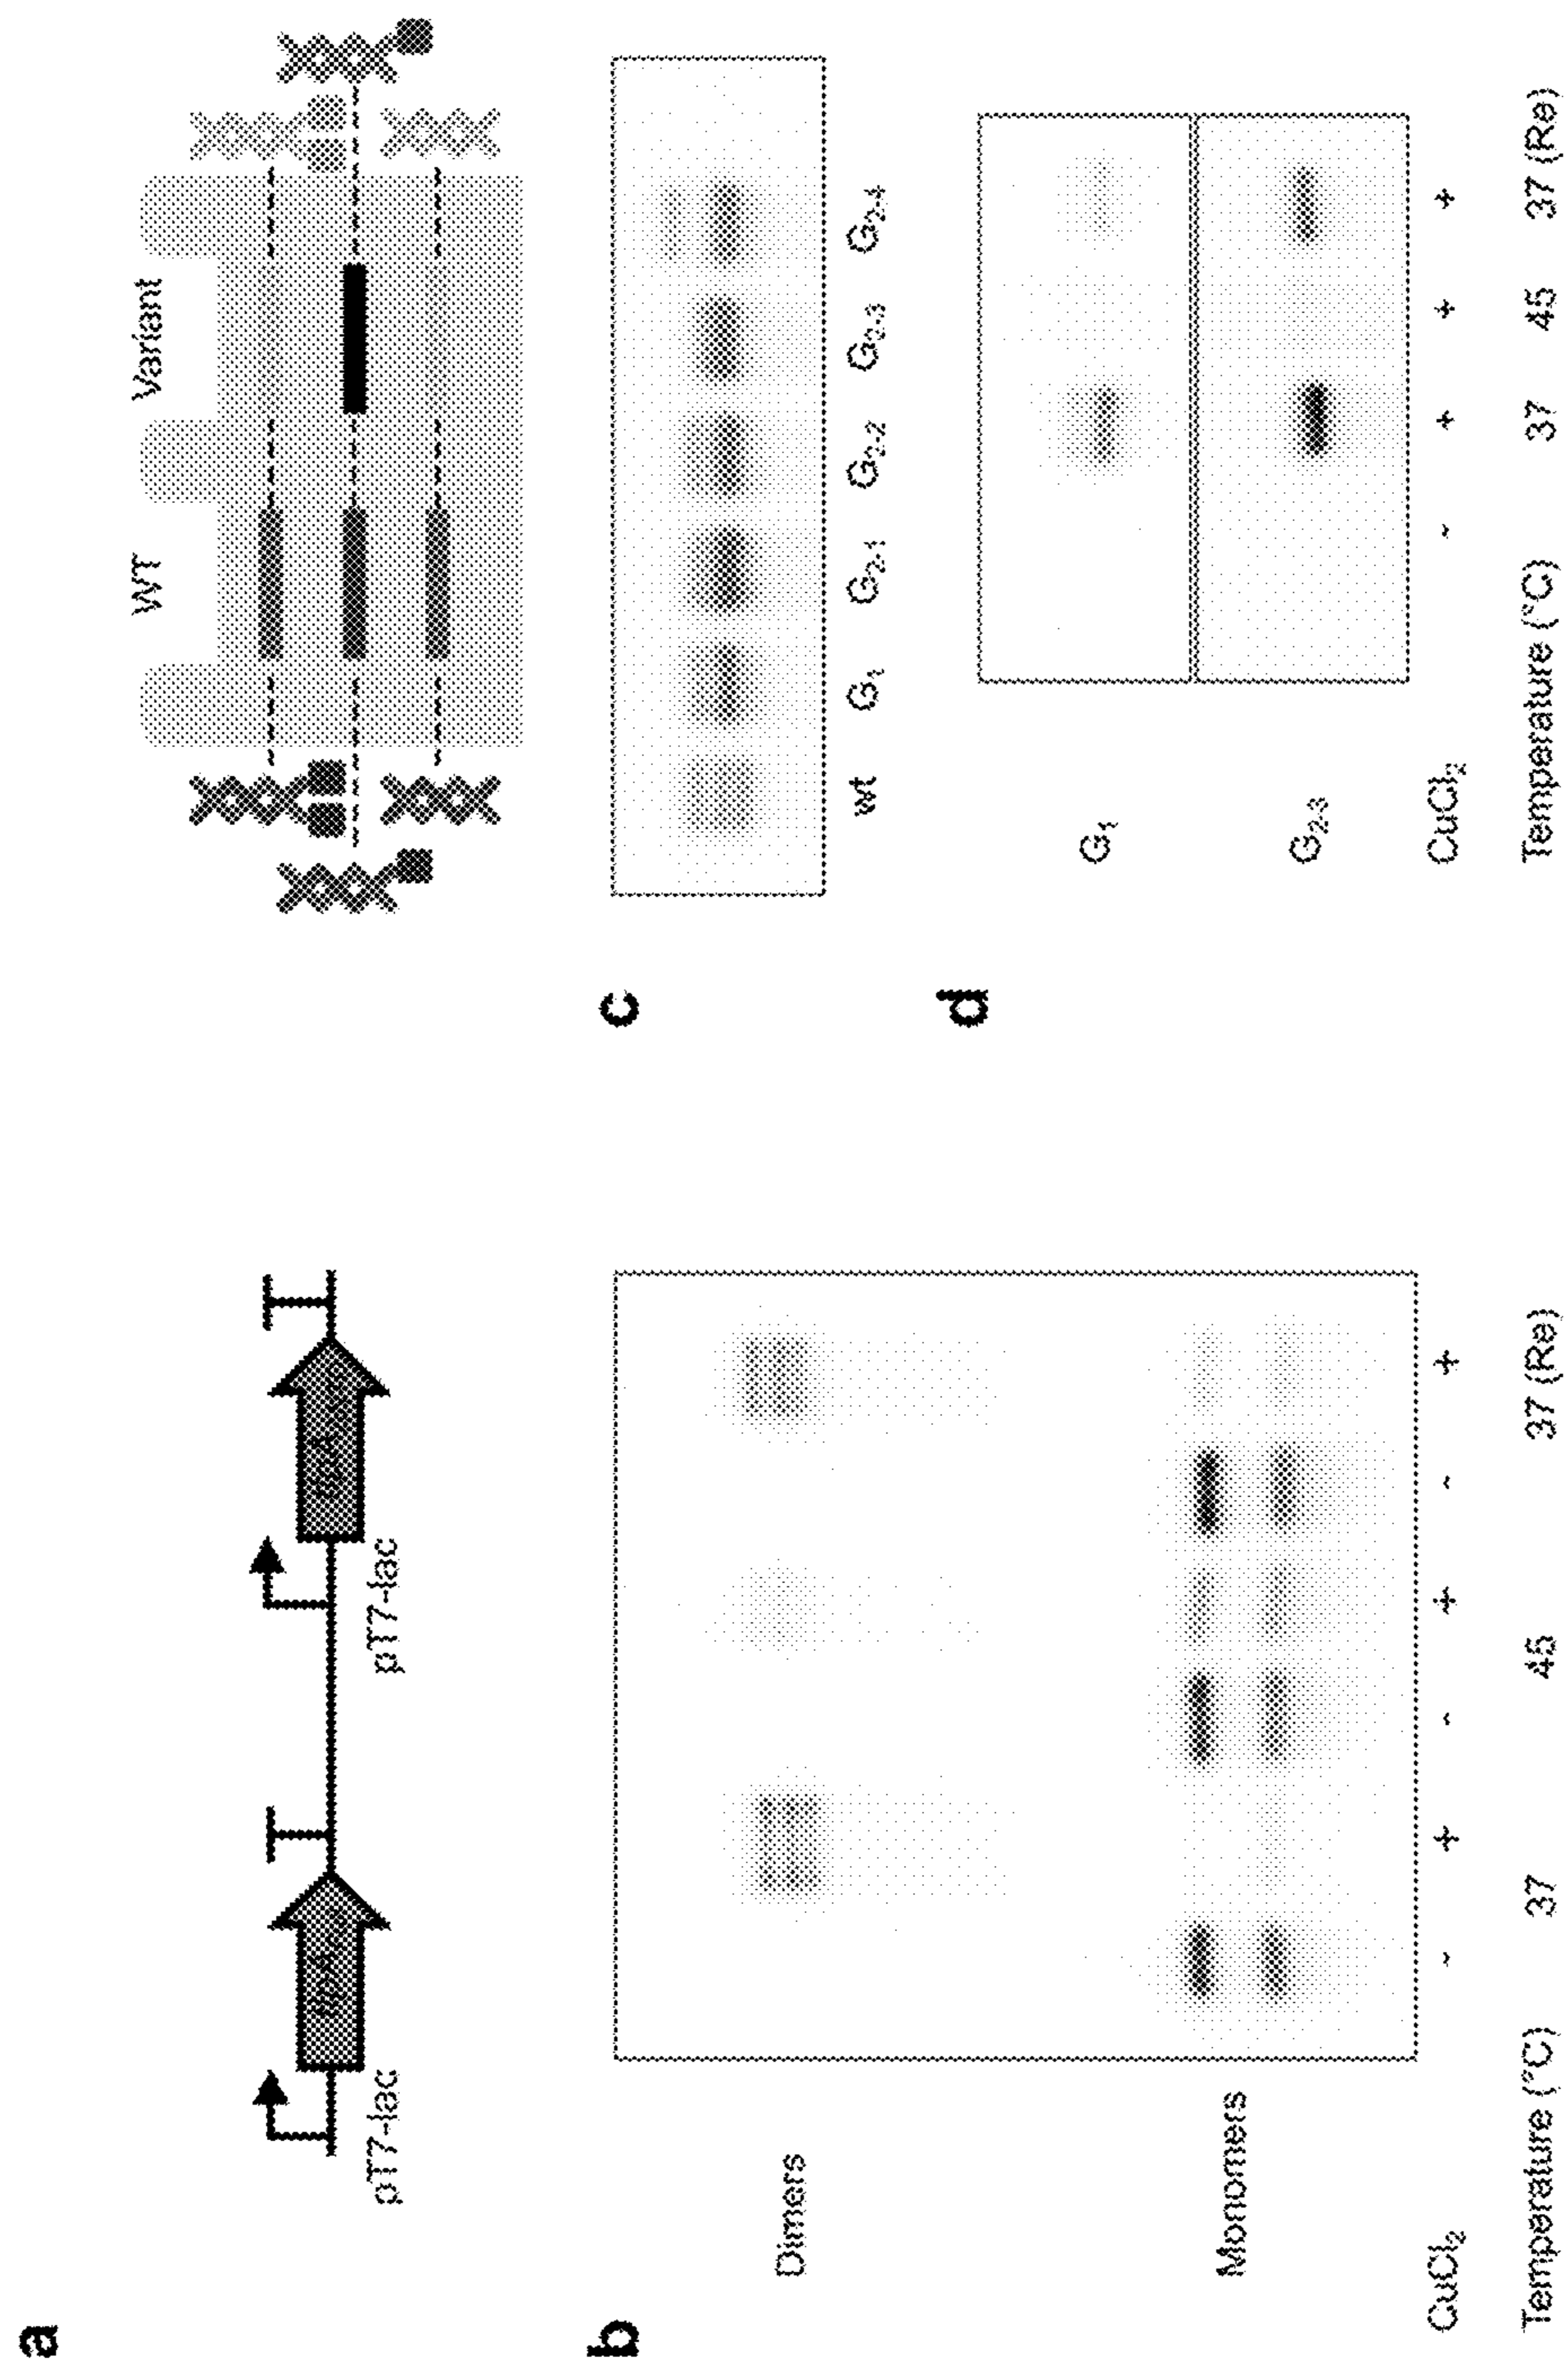 a
pT7-lac
pT7-lac
WT
Variant
b
Dimers
Monomers
CuCl₂
- + - + - +
Temperature (°C)
37
45
37 (Re)
c
wt
G₁
G₂₋₁
G₂₋₂
G₂₋₃
G₂₋₄
d
G₁
G₂₋₃
CuCl₂
- + + +
Temperature (°C)
37
45
37 (Re)